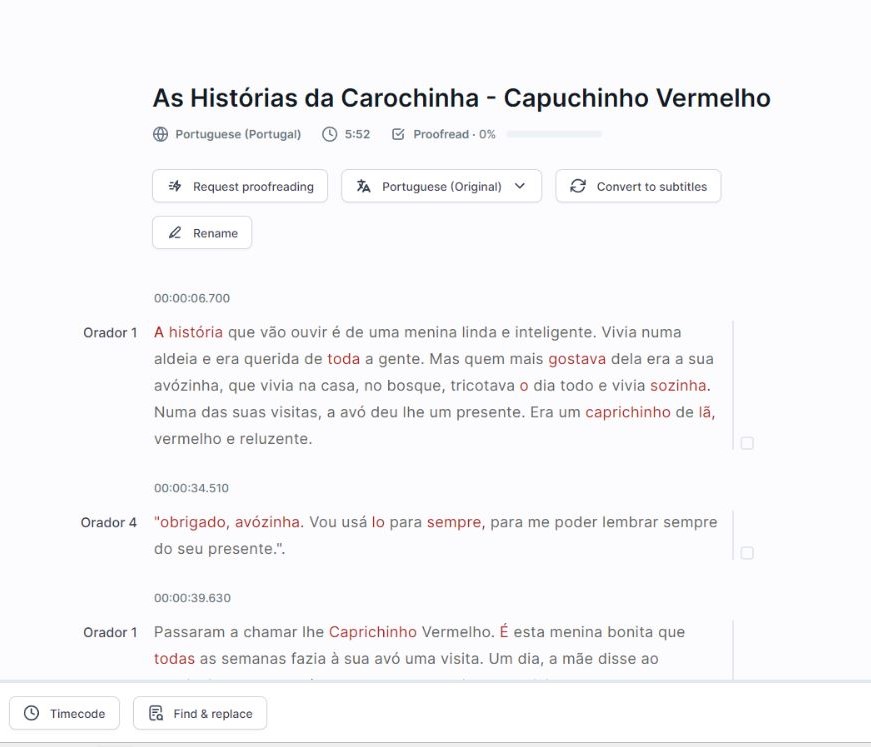 As Histórias da Carochinha - Capuchinho Vermelho
Portuguese (Portugal) 5:52 Proofread · 0%
Request proofreading Portuguese (Original) Convert to subtitles
Rename
00:00:06.700
Orador 1 A história que vão ouvir é de uma menina linda e inteligente. Vivia numa
aldeia e era querida de toda a gente. Mas quem mais gostava dela era a sua
avózinha, que vivia na casa, no bosque, tricotava o dia todo e vivia sozinha.
Numa das suas visitas, a avó deu lhe um presente. Era um caprichinho de lã,
vermelho e reluzente.
00:00:34.510
Orador 4 "obrigado, avózinha. Vou usá lo para sempre, para me poder lembrar sempre
do seu presente.".
00:00:39.630
Orador 1 Passaram a chamar lhe Caprichinho Vermelho. É esta menina bonita que
todas as semanas fazia à sua avó uma visita. Um dia, a mãe disse ao
Timecode Find & replace